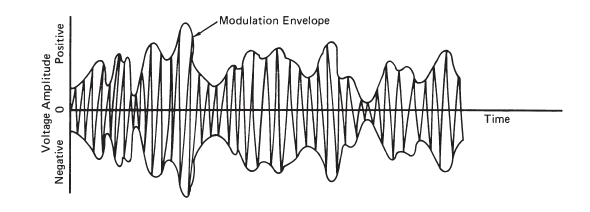 Modulation Envelope
Positive
Voltage Amplitude
0
Negative
Time